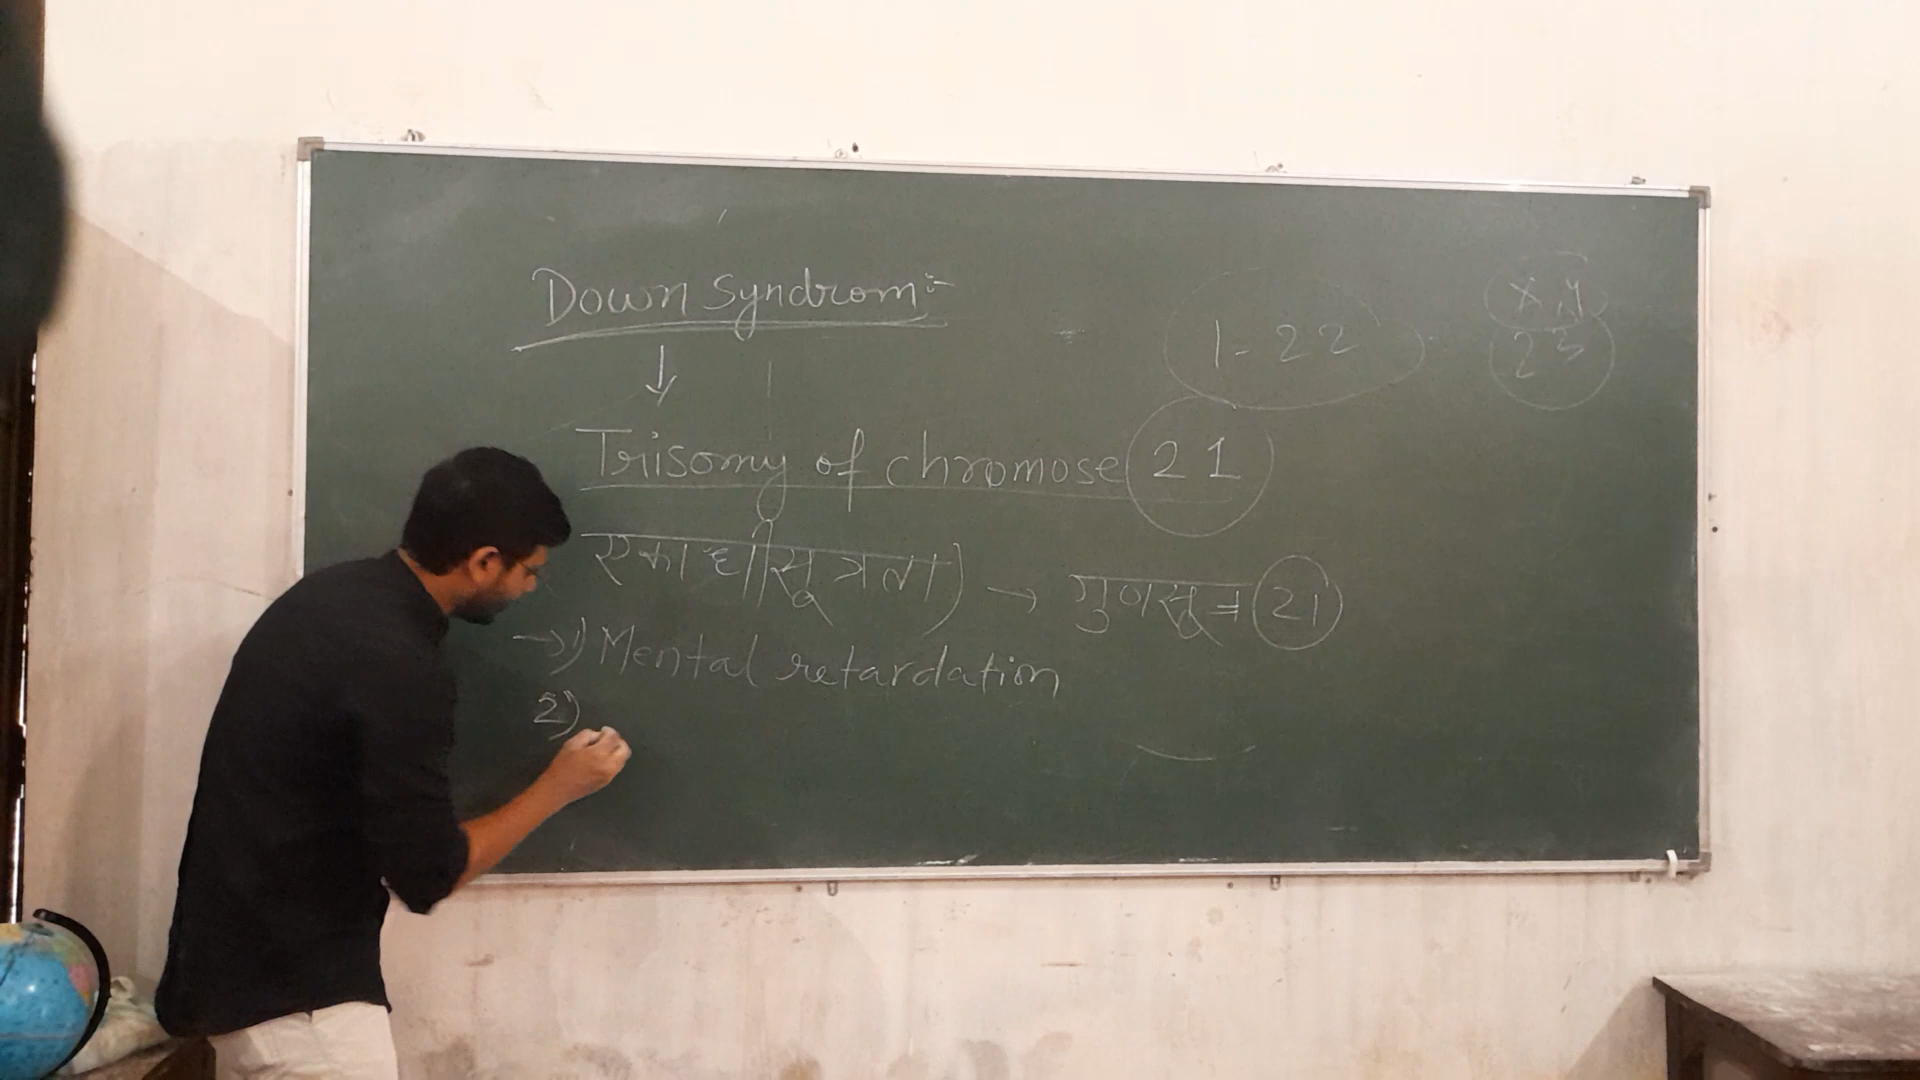 Down Syndrom:-
1-22
x,y
23
↓
Trisomy of chromose 21
एकाधीसूत्रता) → गुणसूत्र 21
→ 1) Mental retardation
2)